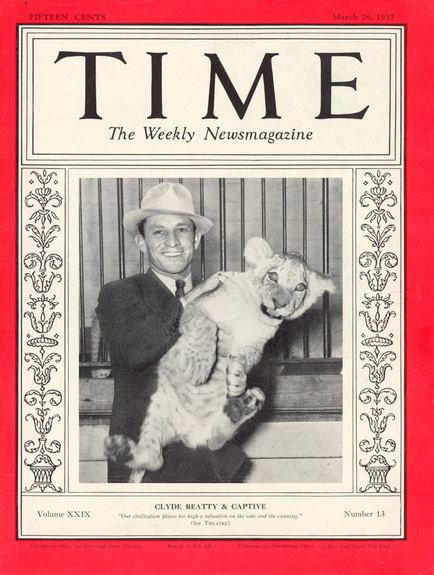 FIFTEEN CENTS
March 29, 1937
TIME
The Weekly Newsmagazine
CLYDE BEATTY & CAPTIVE
Volume XXIX
"Our civilization places too high a valuation on the cute and the cunning."
Number 13
(See THEATRE)